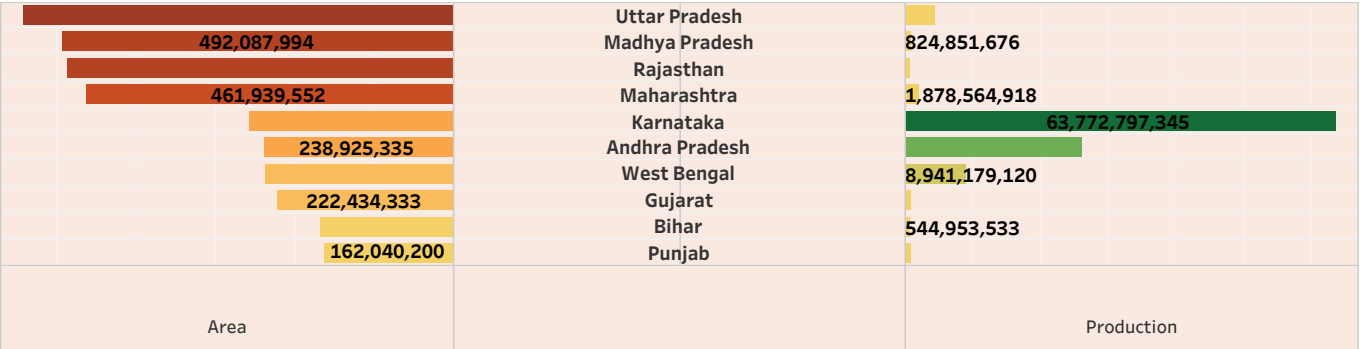 Uttar Pradesh
492,087,994 Madhya Pradesh 824,851,676
Rajasthan
461,939,552 Maharashtra 1,878,564,918
Karnataka 63,772,797,345
238,925,335 Andhra Pradesh
West Bengal 8,941,179,120
222,434,333 Gujarat
Bihar 544,953,533
162,040,200 Punjab
Area Production